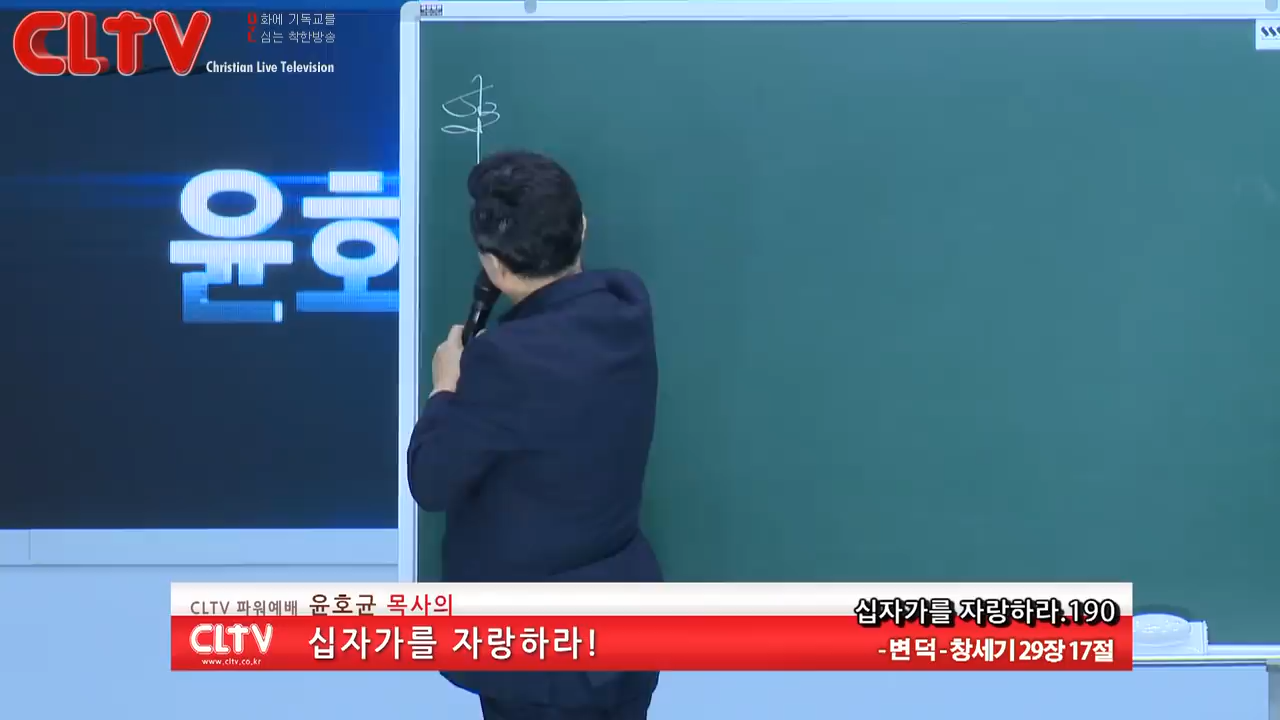 CLTV
문화에 기독교를
심는 착한방송
Christian Live Television
윤호
CLTV 파워예배 윤호균 목사의
십자가를 자랑하라.190
CLTV
www.cltv.co.kr
십자가를 자랑하라!
- 변덕 - 창세기 29장 17절